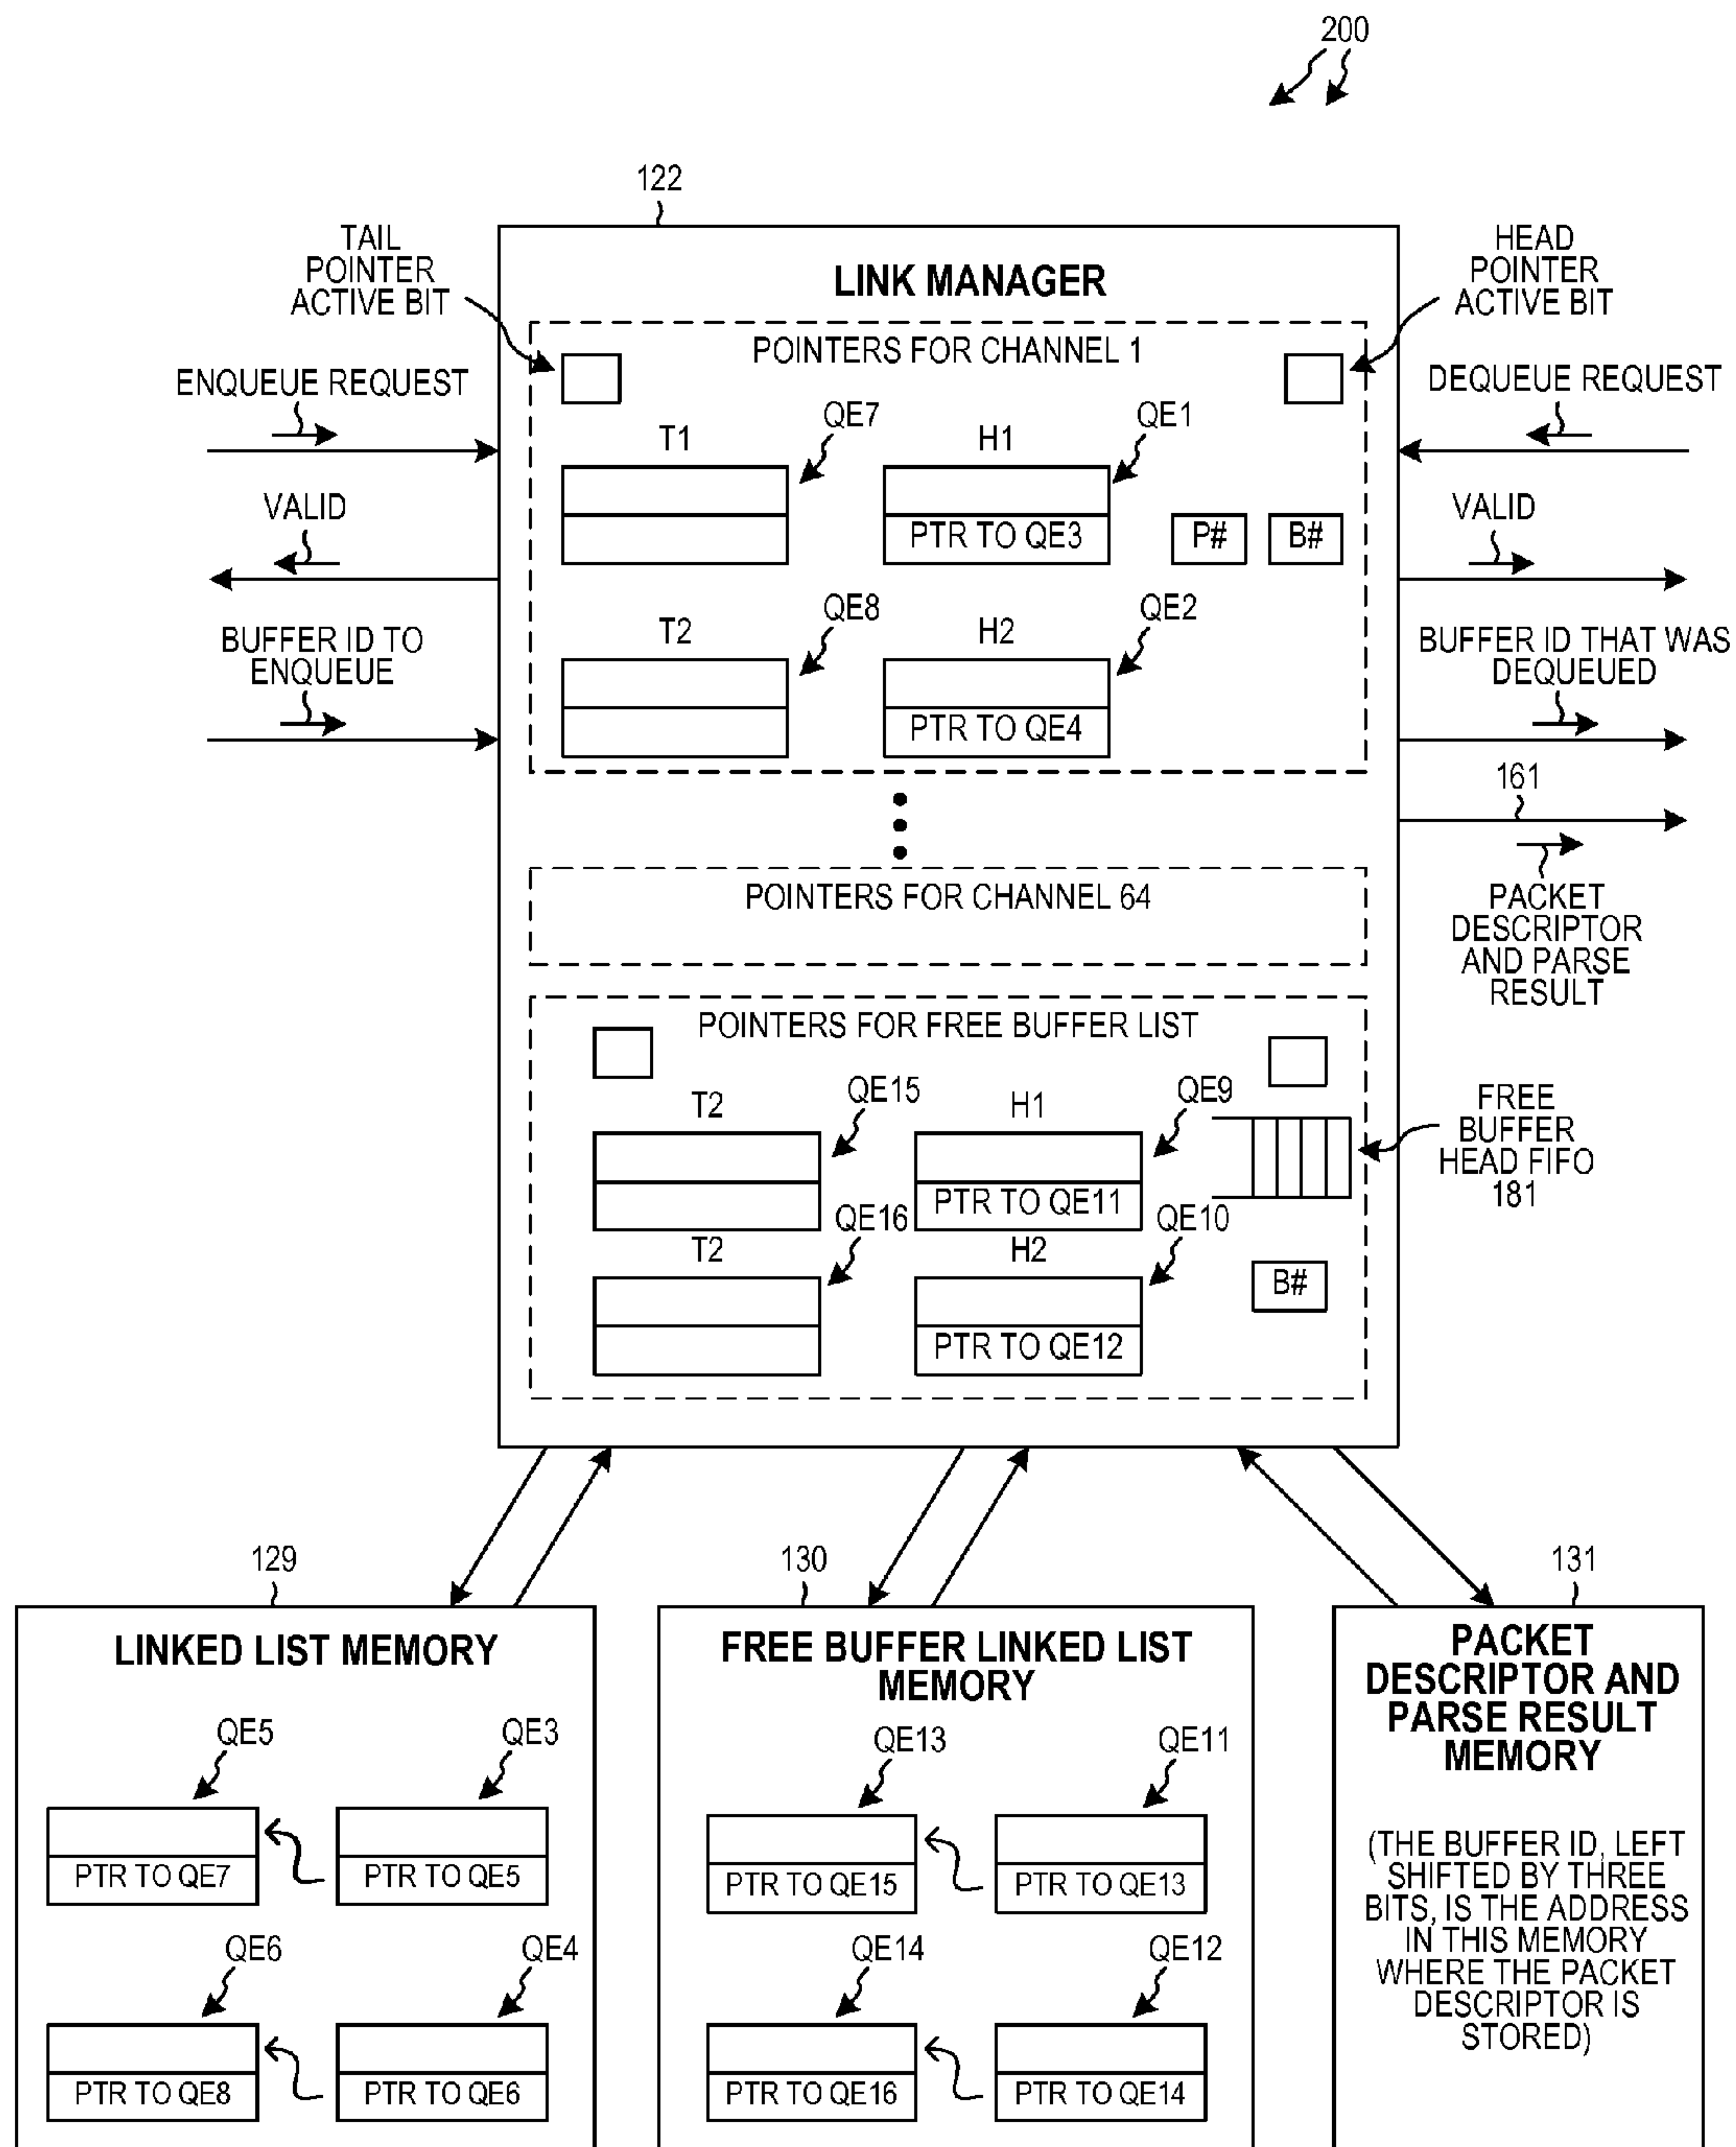 200
122
TAIL
POINTER
ACTIVE BIT
HEAD
POINTER
ACTIVE BIT
LINK MANAGER
POINTERS FOR CHANNEL 1
ENQUEUE REQUEST
DEQUEUE REQUEST
T1
QE7
H1
QE1
VALID
PTR TO QE3
P#
B#
VALID
BUFFER ID TO
ENQUEUE
T2
QE8
H2
QE2
BUFFER ID THAT WAS
DEQUEUED
PTR TO QE4
161
POINTERS FOR CHANNEL 64
PACKET
DESCRIPTOR
AND PARSE
RESULT
POINTERS FOR FREE BUFFER LIST
T2
QE15
H1
QE9
FREE
BUFFER
HEAD FIFO
181
PTR TO QE11
T2
QE16
H2
QE10
B#
PTR TO QE12
129
130
131
LINKED LIST MEMORY
QE5
QE3
PTR TO QE7
PTR TO QE5
QE6
QE4
PTR TO QE8
PTR TO QE6
FREE BUFFER LINKED LIST
MEMORY
QE13
QE11
PTR TO QE15
PTR TO QE13
QE14
QE12
PTR TO QE16
PTR TO QE14
PACKET
DESCRIPTOR AND
PARSE RESULT
MEMORY
(THE BUFFER ID, LEFT
SHIFTED BY THREE
BITS, IS THE ADDRESS
IN THIS MEMORY
WHERE THE PACKET
DESCRIPTOR IS
STORED)